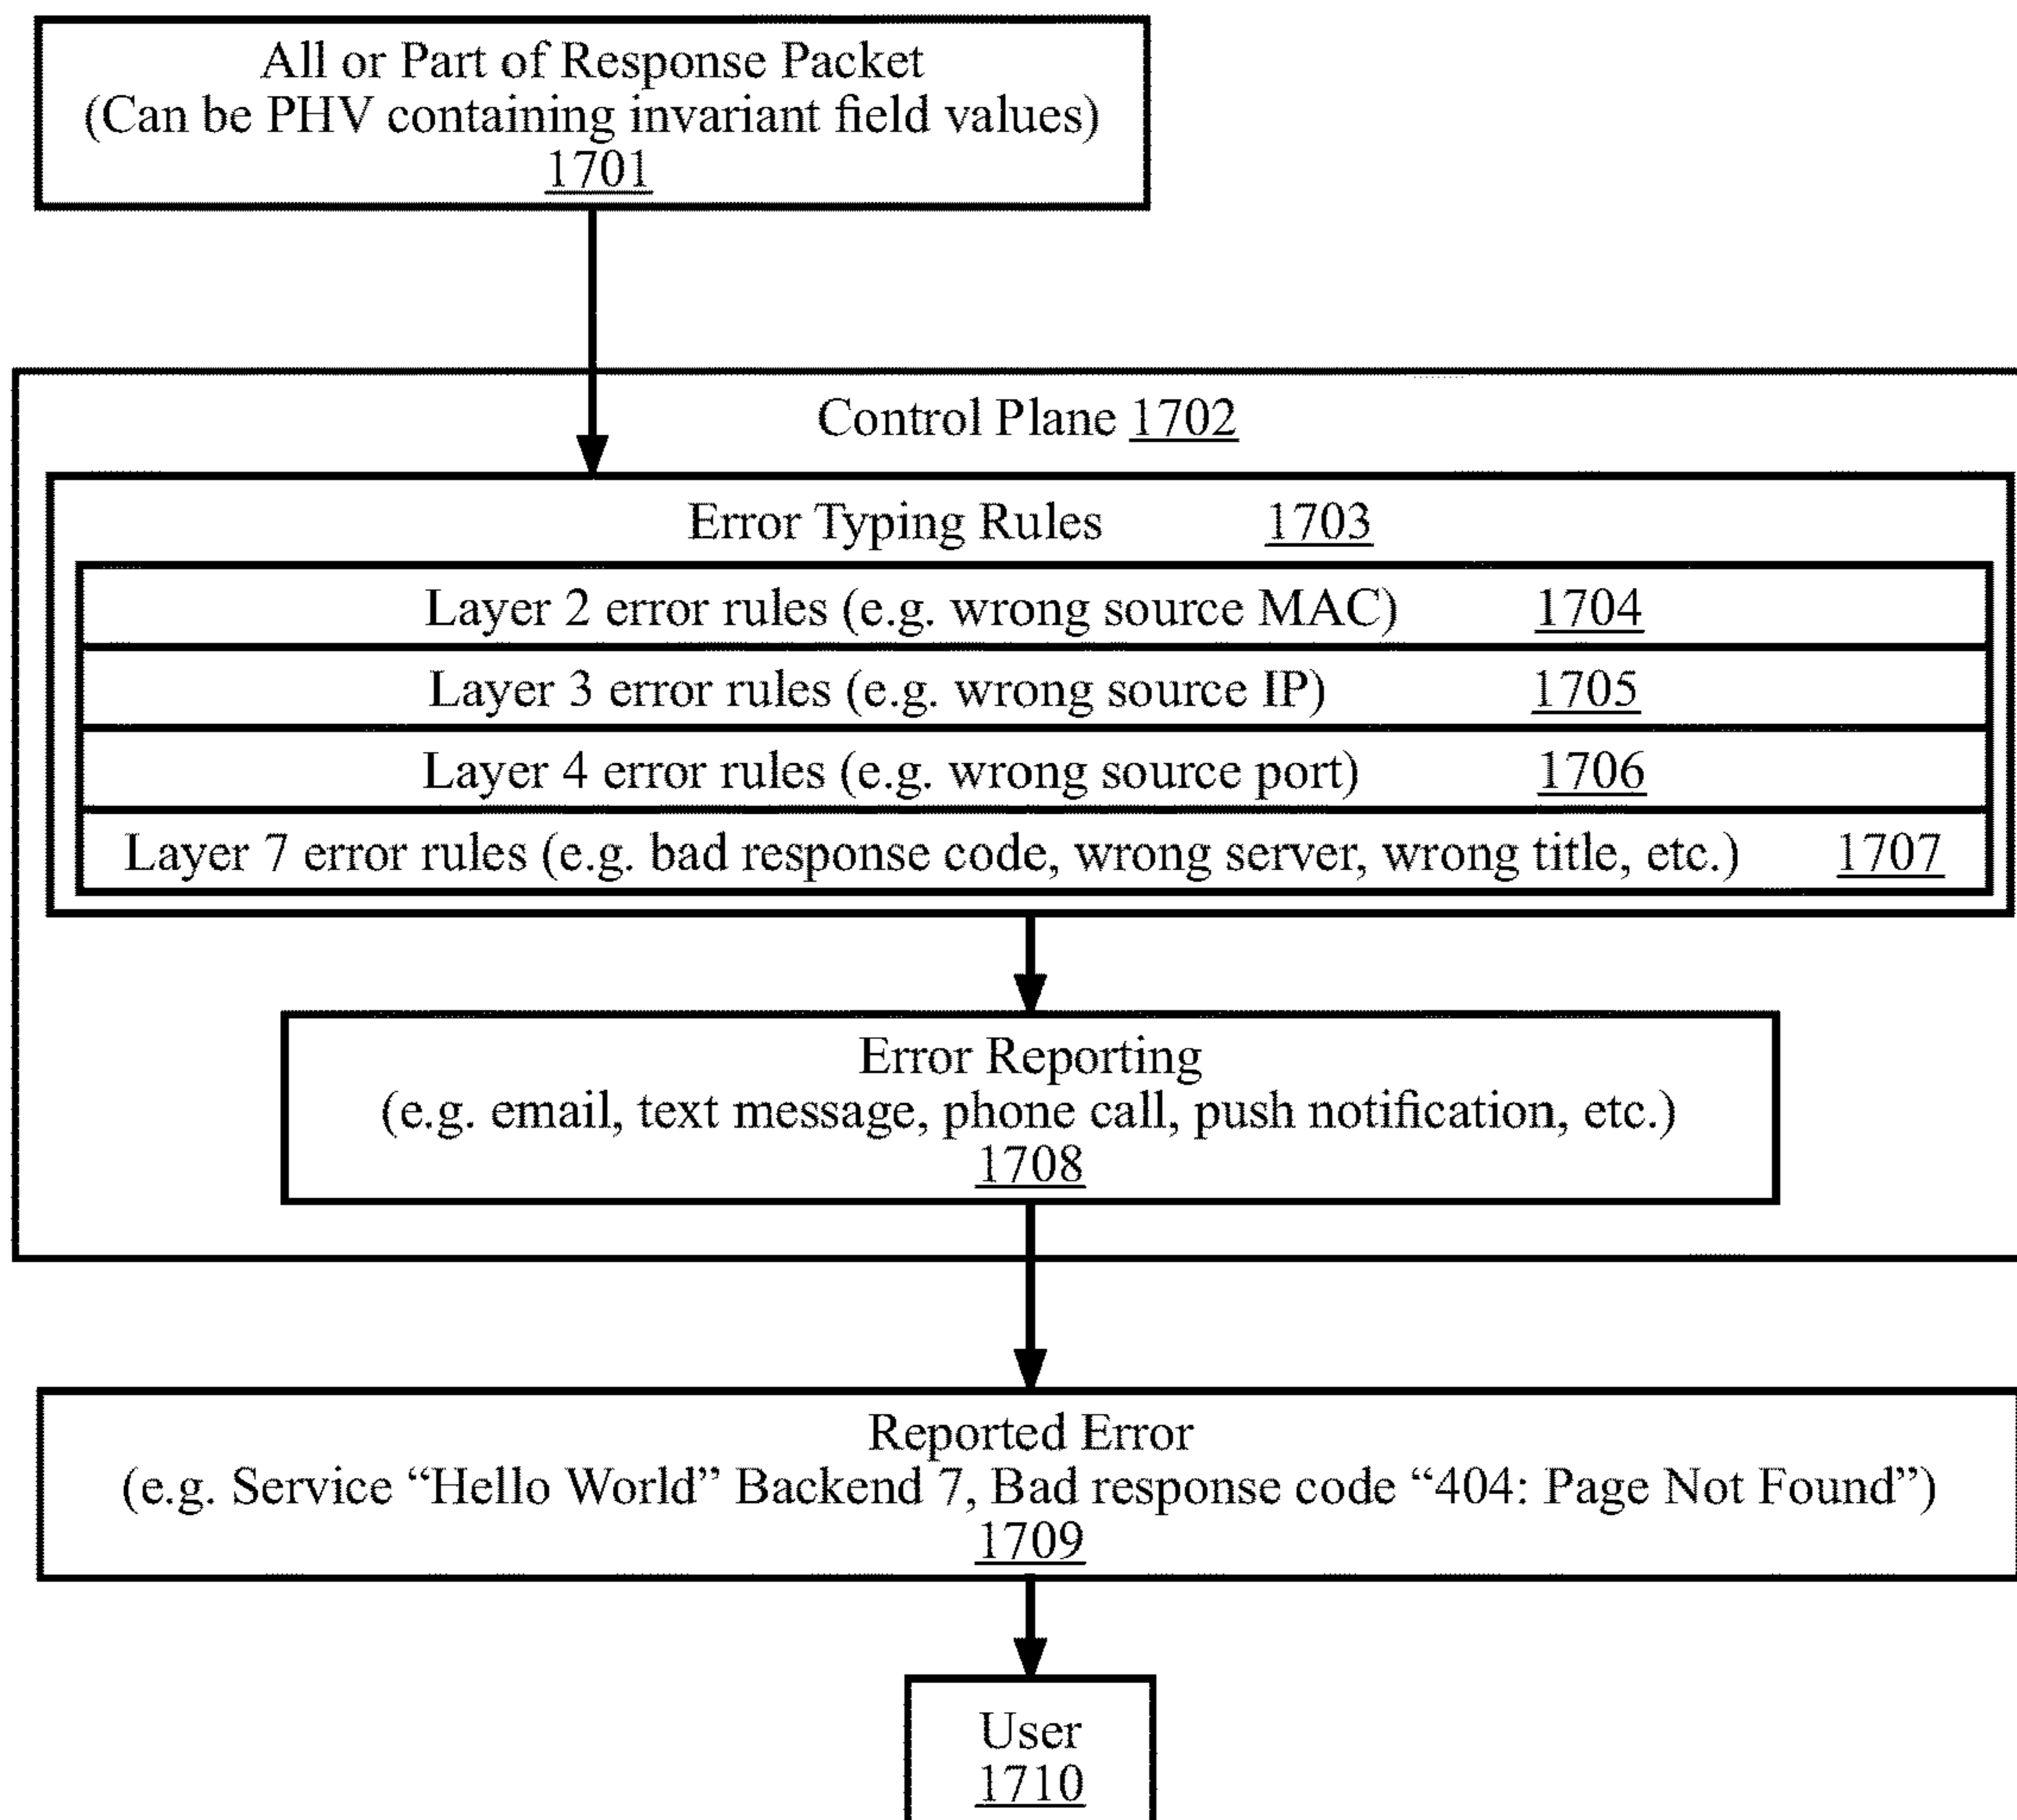 All or Part of Response Packet
(Can be PHV containing invariant field values)
1701
Control Plane 1702
Error Typing Rules 1703
Layer 2 error rules (e.g. wrong source MAC) 1704
Layer 3 error rules (e.g. wrong source IP) 1705
Layer 4 error rules (e.g. wrong source port) 1706
Layer 7 error rules (e.g. bad response code, wrong server, wrong title, etc.) 1707
Error Reporting
(e.g. email, text message, phone call, push notification, etc.)
1708
Reported Error
(e.g. Service “Hello World” Backend 7, Bad response code “404: Page Not Found”)
1709
User
1710